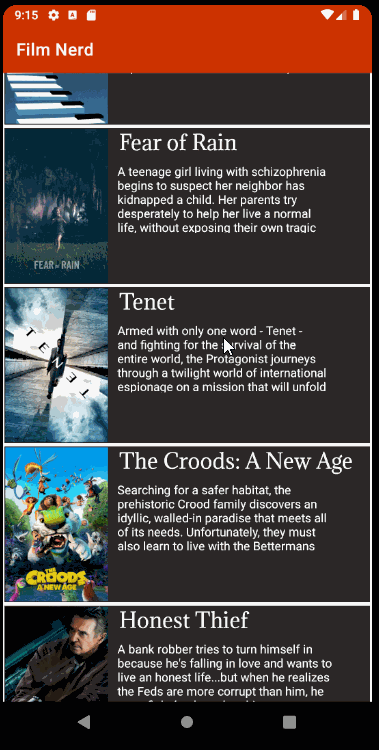 9:15
Film Nerd
Fear of Rain
A teenage girl living with schizophrenia
begins to suspect her neighbor has
kidnapped a child. Her parents try
desperately to help her live a normal
life, without exposing their own tragic
FEAR OF RAIN
Tenet
Armed with only one word - Tenet -
and fighting for the survival of the
entire world, the Protagonist journeys
through a twilight world of international
espionage on a mission that will unfold
TENET
The Croods: A New Age
Searching for a safer habitat, the
prehistoric Crood family discovers an
idyllic, walled-in paradise that meets all
of its needs. Unfortunately, they must
also learn to live with the Bettermans
THE
CROODS
A NEW AGE
Honest Thief
A bank robber tries to turn himself in
because he's falling in love and wants to
live an honest life...but when he realizes
the Feds are more corrupt than him, he